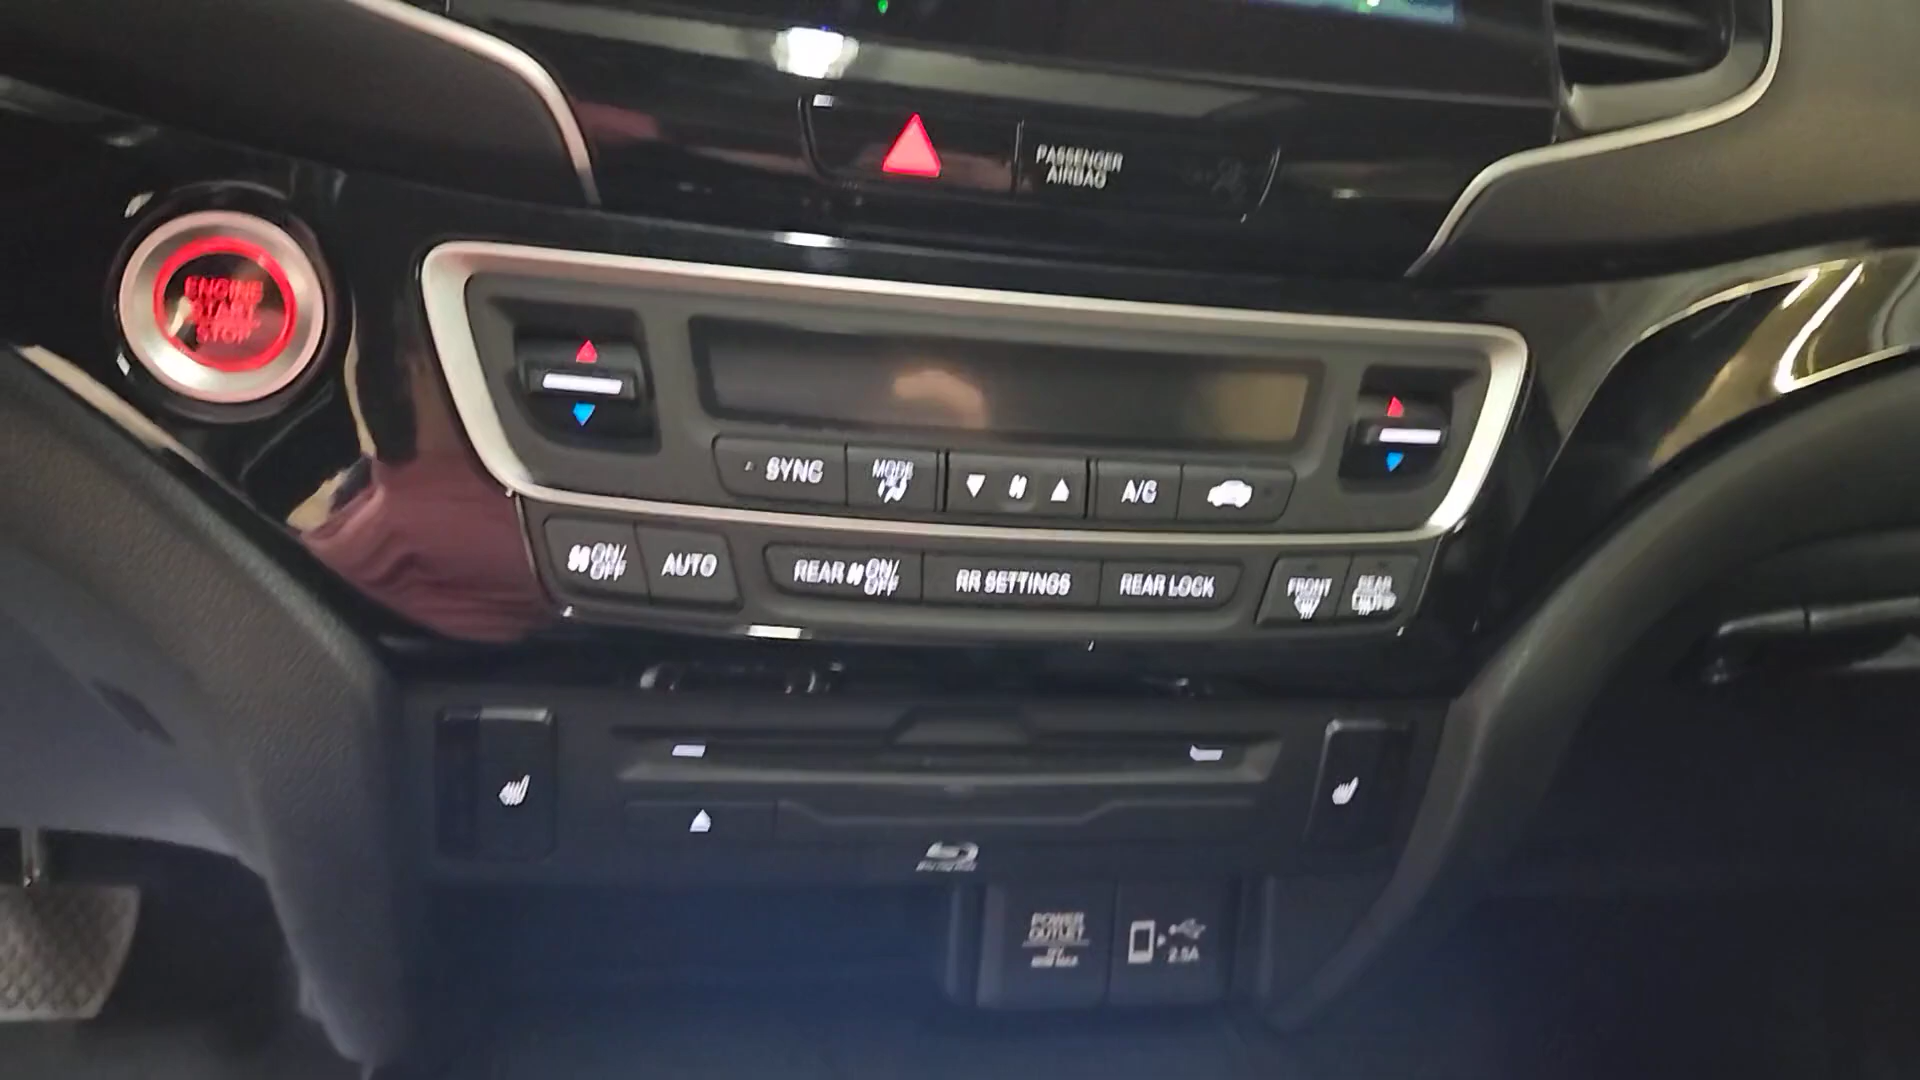 PASSENGER
AIRBAG
ENGINE
START
STOP
SYNC
MODE
A/C
ON/
OFF
AUTO
REAR ON/
OFF
RR SETTINGS
REAR LOCK
FRONT
REAR
POWER
OUTLET
2.5A